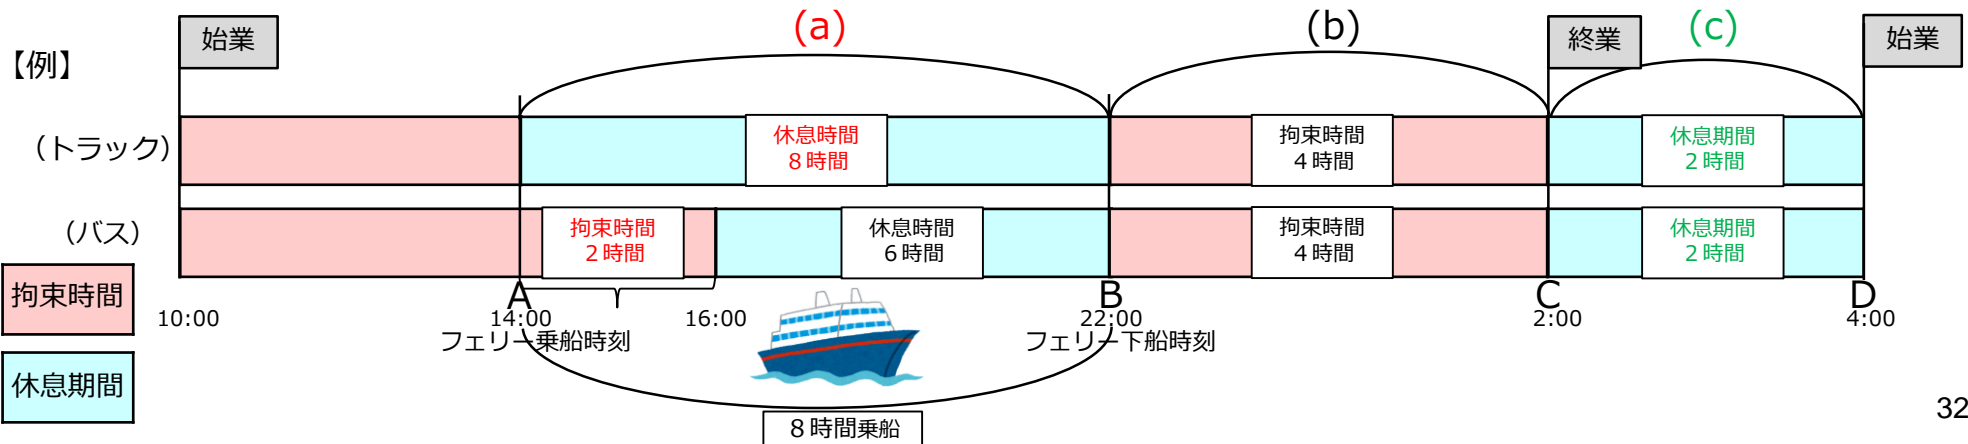 (a)
(b)
(c)
始業
終業
始業
【例】
（トラック）
休息時間
８時間
拘束時間
４時間
休息期間
２時間
（バス）
拘束時間
２時間
休息時間
６時間
拘束時間
４時間
休息期間
２時間
拘束時間
休息期間
A
B
C
D
10:00
14:00
16:00
22:00
2:00
4:00
フェリー乗船時刻
フェリー下船時刻
８時間乗船
32